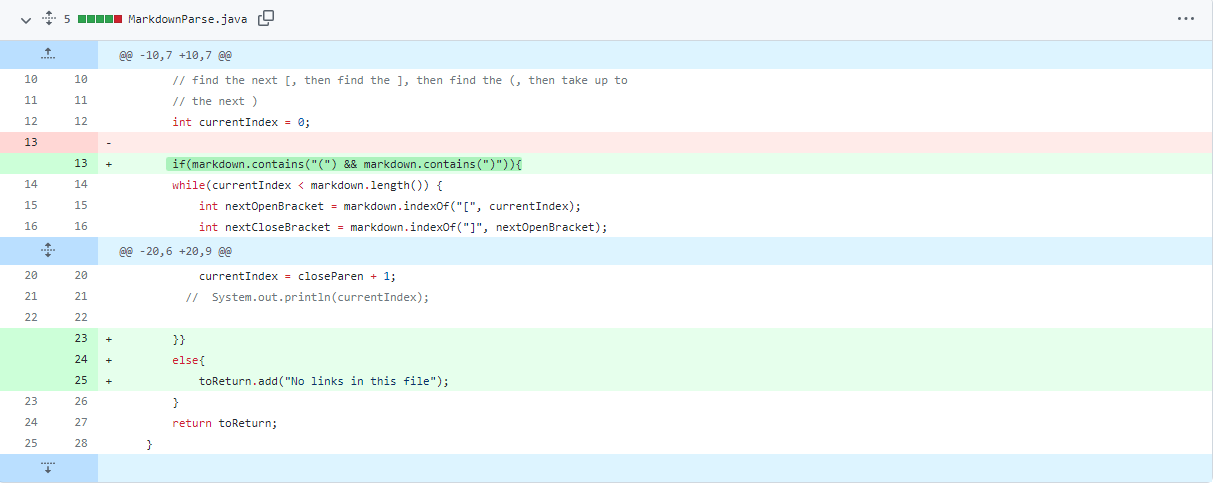 5 MarkdownParse.java
@@ -10,7 +10,7 @@
10 10 // find the next [, then find the ], then find the (, then take up to
11 11 // the next )
12 12 int currentIndex = 0;
13 -
13 + if(markdown.contains("(") && markdown.contains(")")){
14 14 while(currentIndex < markdown.length()) {
15 15 int nextOpenBracket = markdown.indexOf("[", currentIndex);
16 16 int nextCloseBracket = markdown.indexOf("]", nextOpenBracket);
@@ -20,6 +20,9 @@
20 20 currentIndex = closeParen + 1;
21 21 // System.out.println(currentIndex);
22 22
23 + }}
24 + else{
25 + toReturn.add("No links in this file");
23 26 }
24 27 return toReturn;
25 28 }